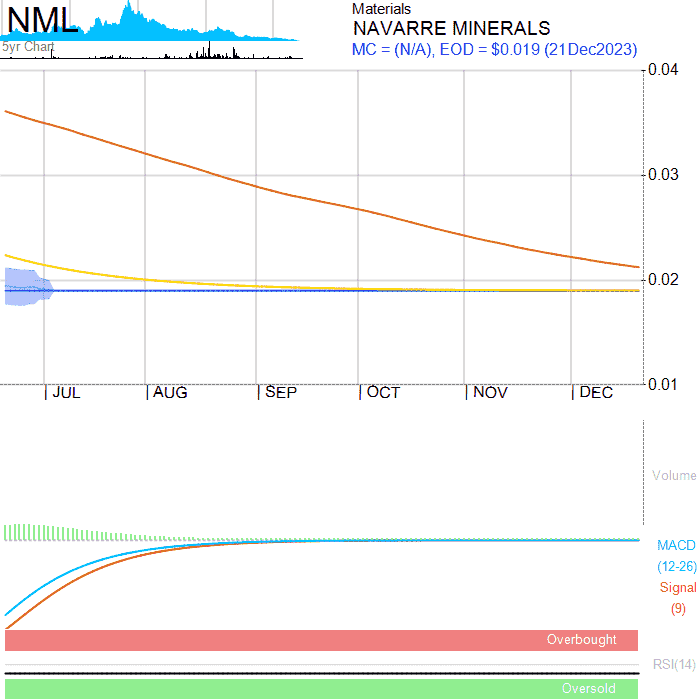 NML
5yr Chart
Materials
NAVARRE MINERALS
MC = (N/A), EOD = $0.019 (21Dec2023)
0.04
0.03
0.02
0.01
JUL AUG SEP OCT NOV DEC
Volume
MACD
(12-26)
Signal
(9)
Overbought
RSI(14)
Oversold